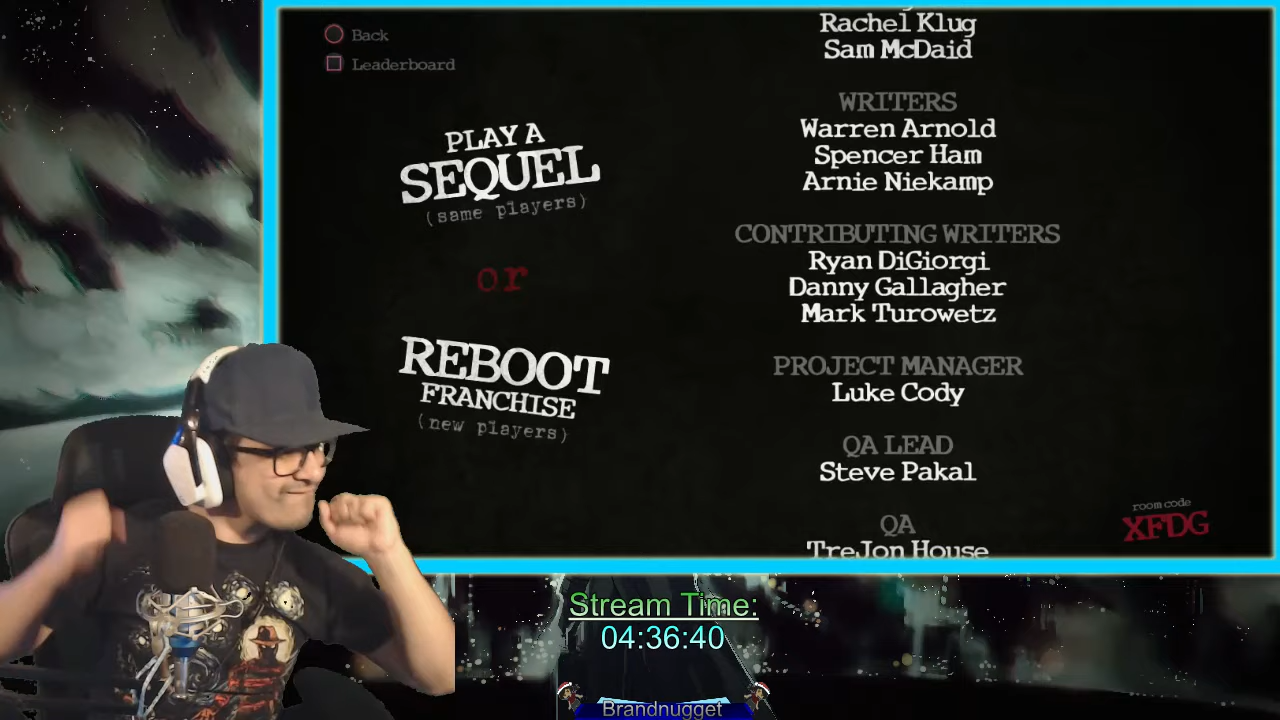 Back
Leaderboard
PLAY A
SEQUEL
(same players)
or
REBOOT
FRANCHISE
(new players)
Rachel Klug
Sam McDaid
WRITERS
Warren Arnold
Spencer Ham
Arnie Niekamp
CONTRIBUTING WRITERS
Ryan DiGiorgi
Danny Gallagher
Mark Turowetz
PROJECT MANAGER
Luke Cody
QA LEAD
Steve Pakal
QA
TreJon House
room code
XFDG
Stream Time:
04:36:40
Brandnugget